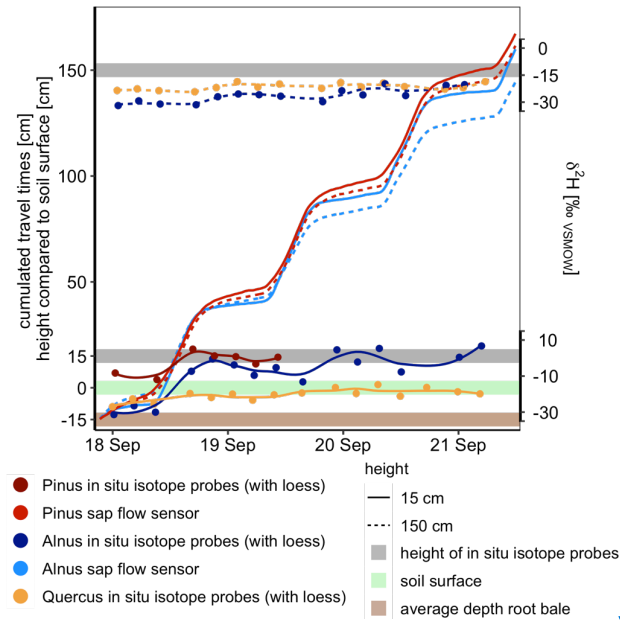 cumulated travel times [cm]
height compared to soil surface [cm]
150
100
50
15
0
-15
0
-15
-30
δ²H [‰ VSMOW]
10
-10
-30
18 Sep
19 Sep
20 Sep
21 Sep
Pinus in situ isotope probes (with loess)
Pinus sap flow sensor
Alnus in situ isotope probes (with loess)
Alnus sap flow sensor
Quercus in situ isotope probes (with loess)
height
15 cm
150 cm
height of in situ isotope probes
soil surface
average depth root bale